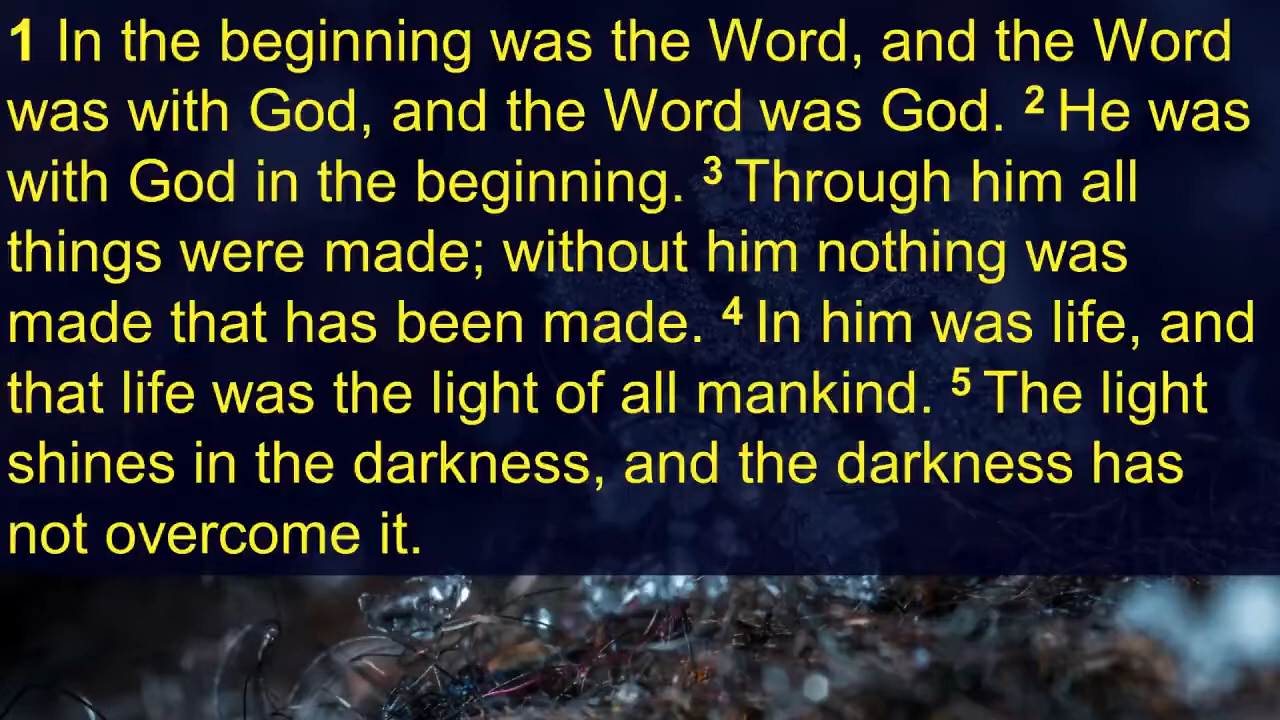 1 In the beginning was the Word, and the Word
was with God, and the Word was God. 2 He was
with God in the beginning. 3 Through him all
things were made; without him nothing was
made that has been made. 4 In him was life, and
that life was the light of all mankind. 5 The light
shines in the darkness, and the darkness has
not overcome it.